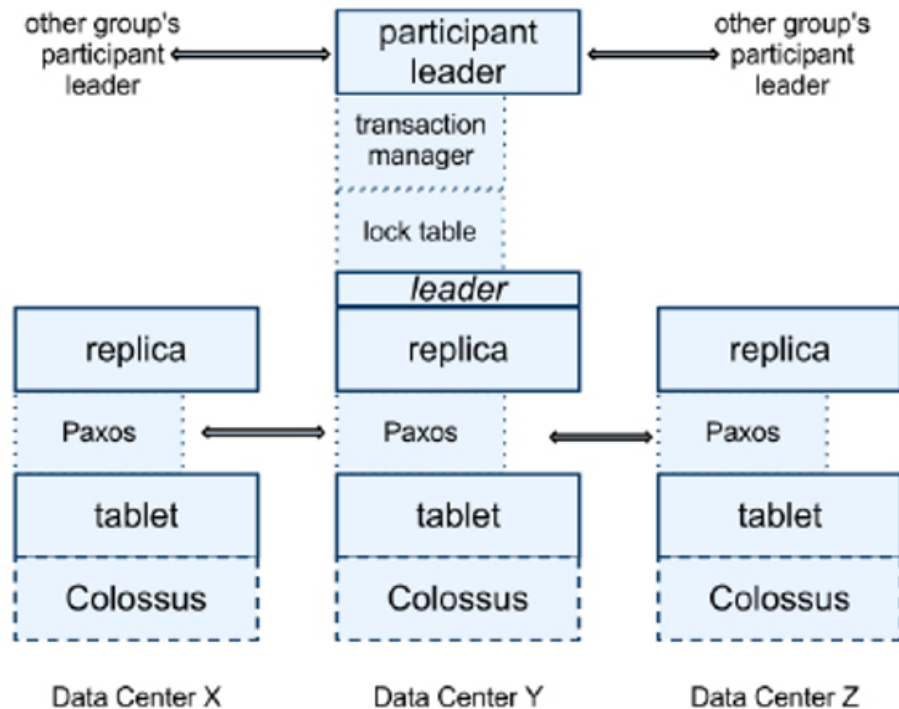 other group's
participant
leader
participant
leader
other group's
participant
leader
transaction
manager
lock table
leader
replica
replica
replica
Paxos
Paxos
Paxos
tablet
tablet
tablet
Colossus
Colossus
Colossus
Data Center X
Data Center Y
Data Center Z